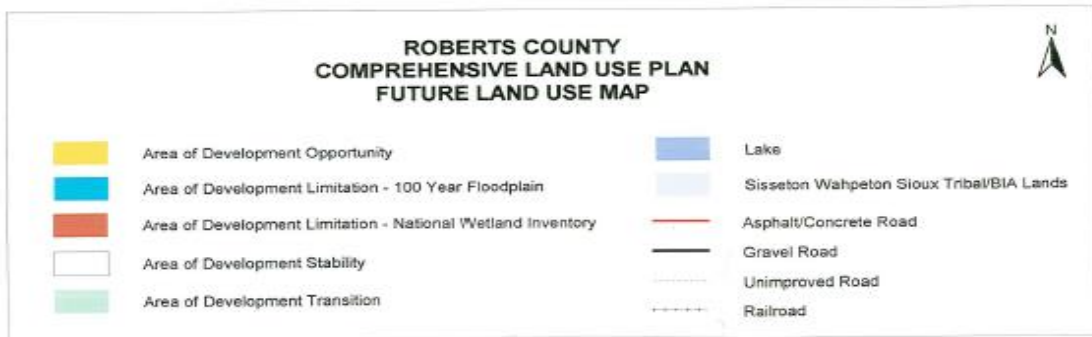 ROBERTS COUNTY
COMPREHENSIVE LAND USE PLAN
FUTURE LAND USE MAP
N
Area of Development Opportunity
Area of Development Limitation - 100 Year Floodplain
Area of Development Limitation - National Wetland Inventory
Area of Development Stability
Area of Development Transition
Lake
Sisseton Wahpeton Sioux Tribal/BIA Lands
Asphalt/Concrete Road
Gravel Road
Unimproved Road
Railroad